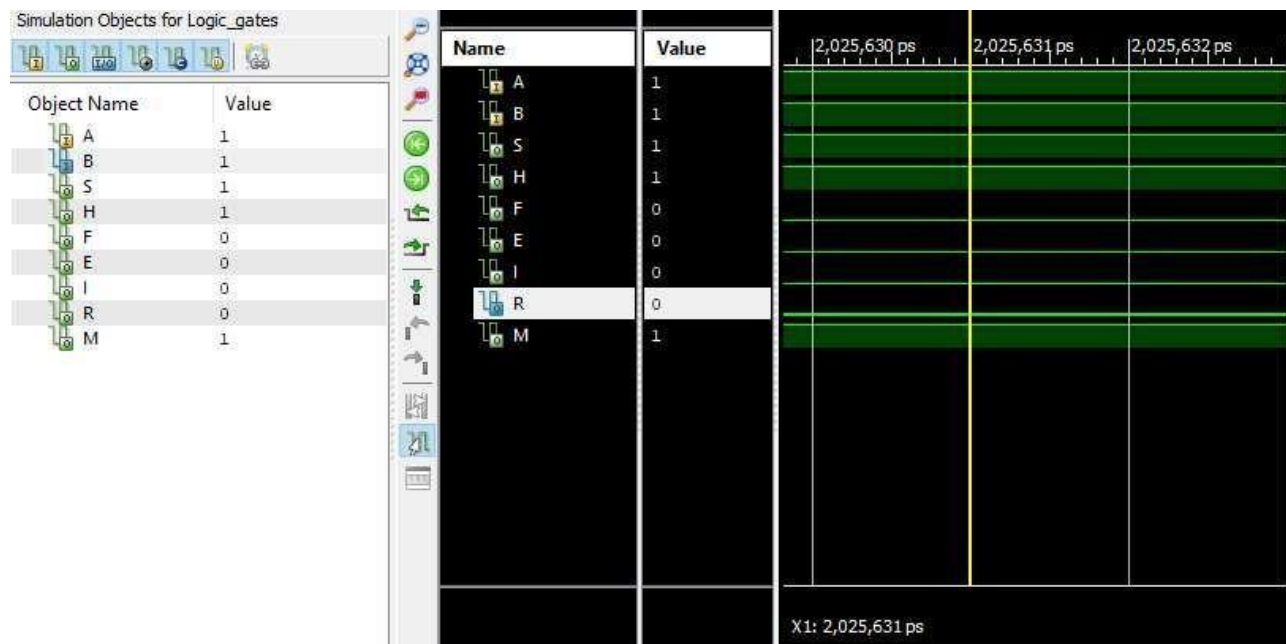 Simulation Objects for Logic_gates
Object Name Value
A 1
B 1
S 1
H 1
F 0
E 0
I 0
R 0
M 1
Name Value
A 1
B 1
S 1
H 1
F 0
E 0
I 0
R 0
M 1
2,025,630 ps 2,025,631 ps 2,025,632 ps
X1: 2,025,631 ps